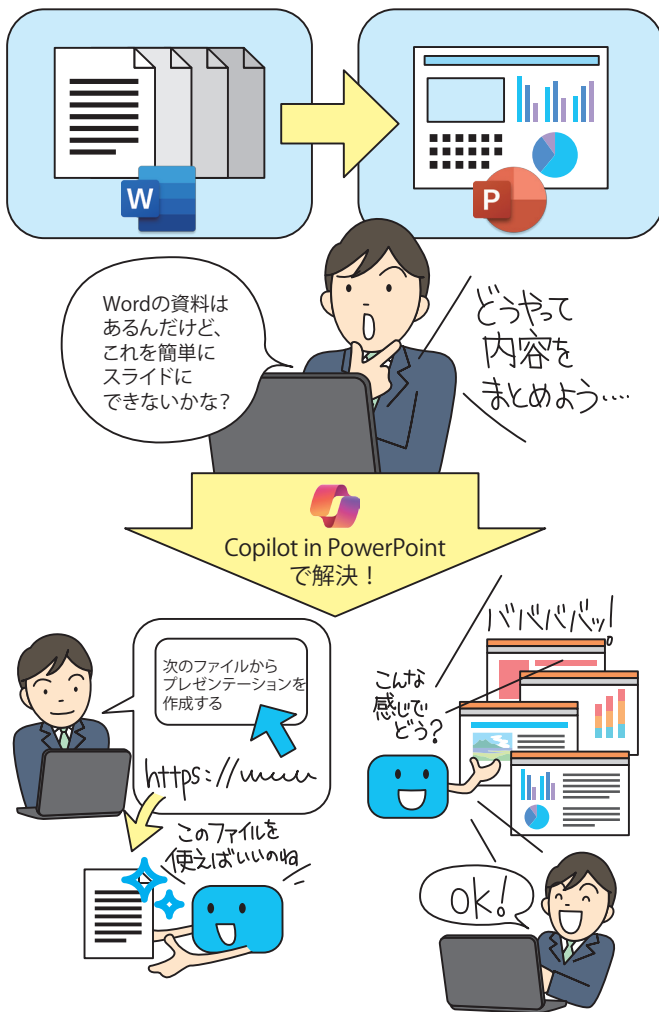 W
P
Wordの資料は
あるんだけど、
これを簡単に
スライドに
できないかな？
どうやって
内容を
まとめよう‥‥
Copilot in PowerPoint
で解決！
次のファイルから
プレゼンテーションを
作成する
https://www
このファイルを
使えばいいのね
ババババッ!
こんな
感じで
どう?
OK!